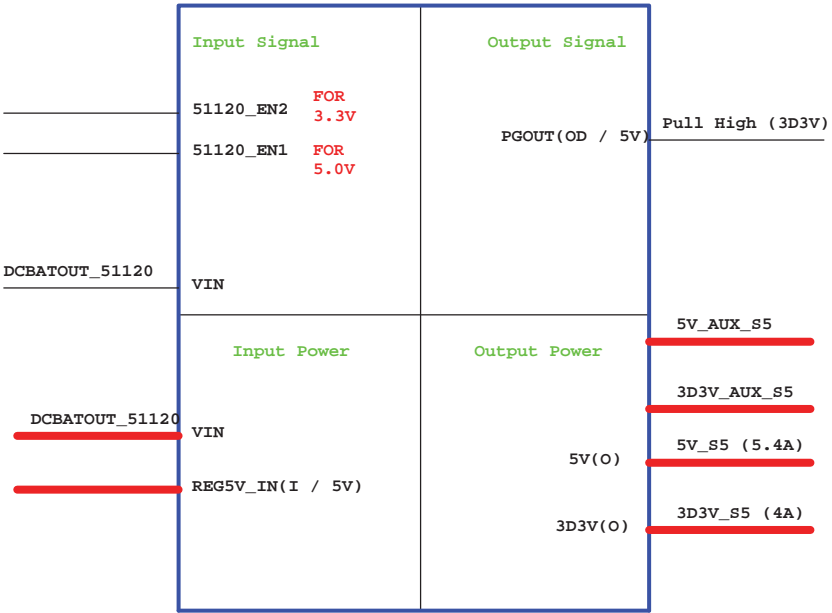 Input Signal
Output Signal
51120_EN2
FOR
3.3V
Pull High (3D3V)
PGOUT(OD / 5V)
51120_EN1
FOR
5.0V
DCBATOUT_51120
VIN
5V_AUX_S5
Input Power
Output Power
3D3V_AUX_S5
DCBATOUT_51120
VIN
5V_S5 (5.4A)
5V(O)
REG5V_IN(I / 5V)
3D3V_S5 (4A)
3D3V(O)